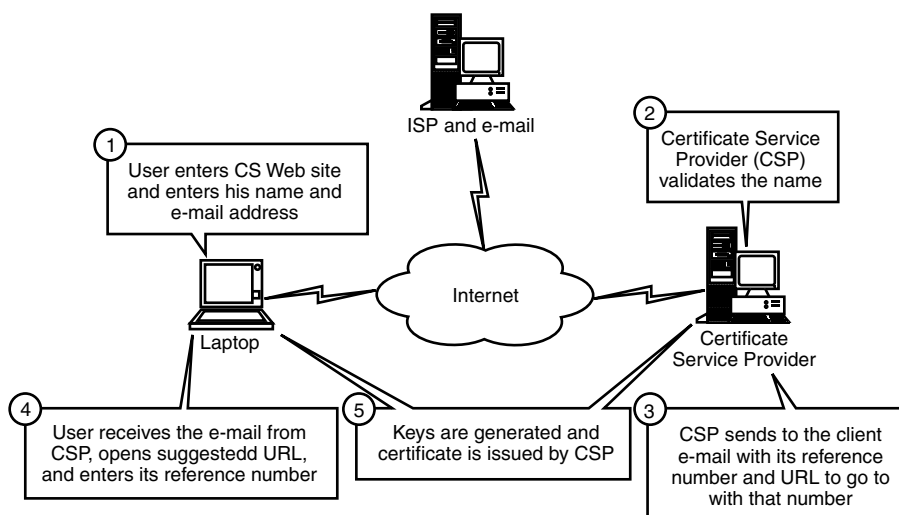 ISP and e-mail
1
User enters CS Web site
and enters his name and
e-mail address
2
Certificate Service
Provider (CSP)
validates the name
Internet
Laptop
Certificate
Service Provider
4
User receives the e-mail from
CSP, opens suggestedd URL,
and enters its reference number
5
Keys are generated and
certificate is issued by CSP
3
CSP sends to the client
e-mail with its reference
number and URL to go to
with that number